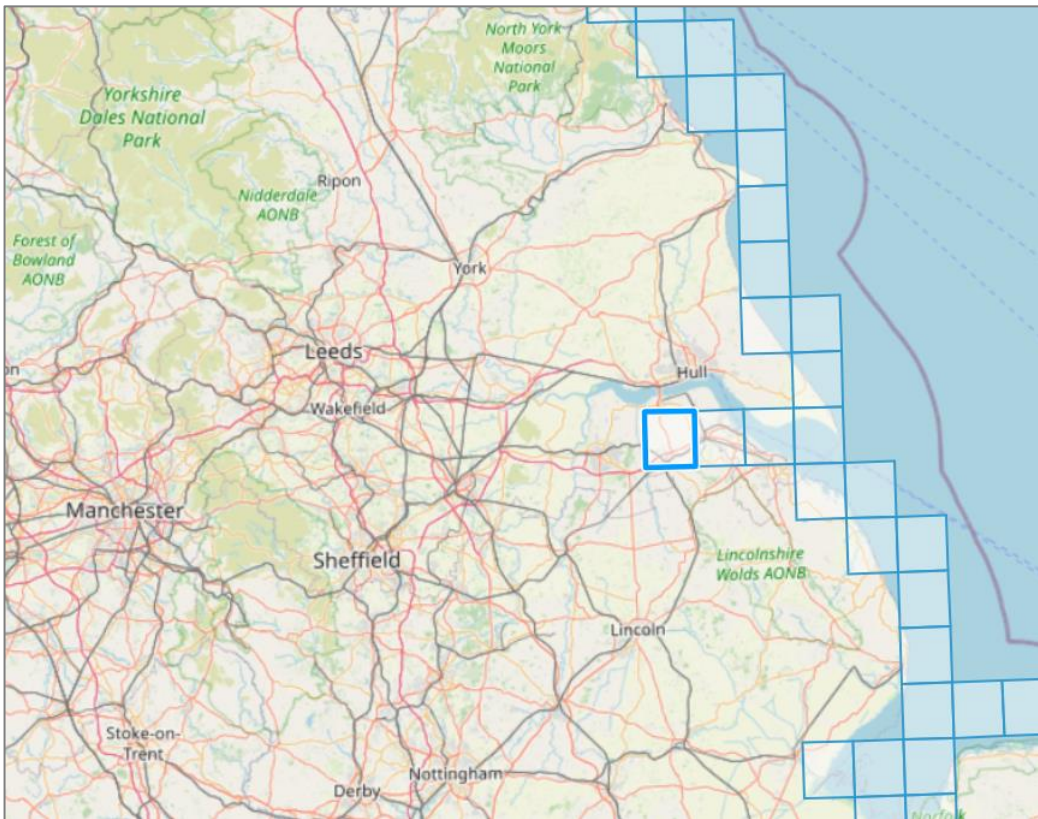 North York
Moors
National
Park
Yorkshire
Dales National
Park
Ripon
Nidderdale
AONB
Forest of
Bowland
AONB
York
Leeds
Hull
Wakefield
Manchester
Sheffield
Lincolnshire
Wolds AONB
Lincoln
Stoke-on-
Trent
Nottingham
Derby